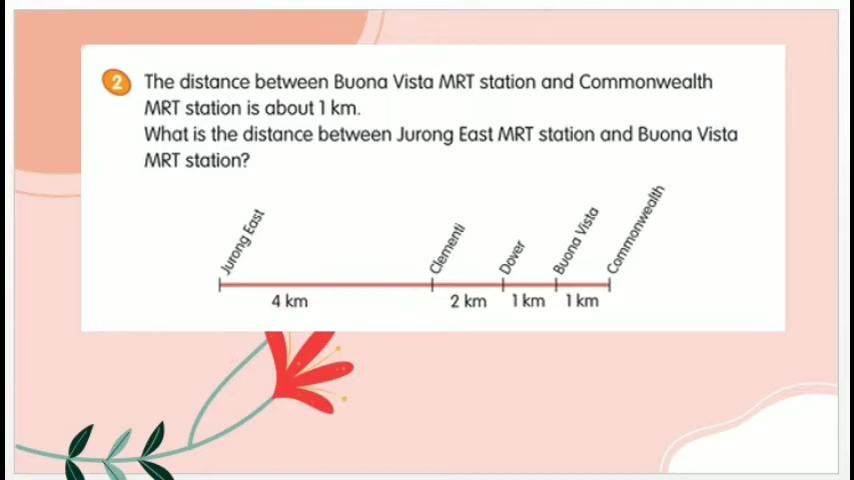 2 The distance between Buona Vista MRT station and Commonwealth
MRT station is about 1 km.
What is the distance between Jurong East MRT station and Buona Vista
MRT station?
Jurong East
Clementi
Dover
Buona Vista
Commonwealth
4 km
2 km
1 km
1 km